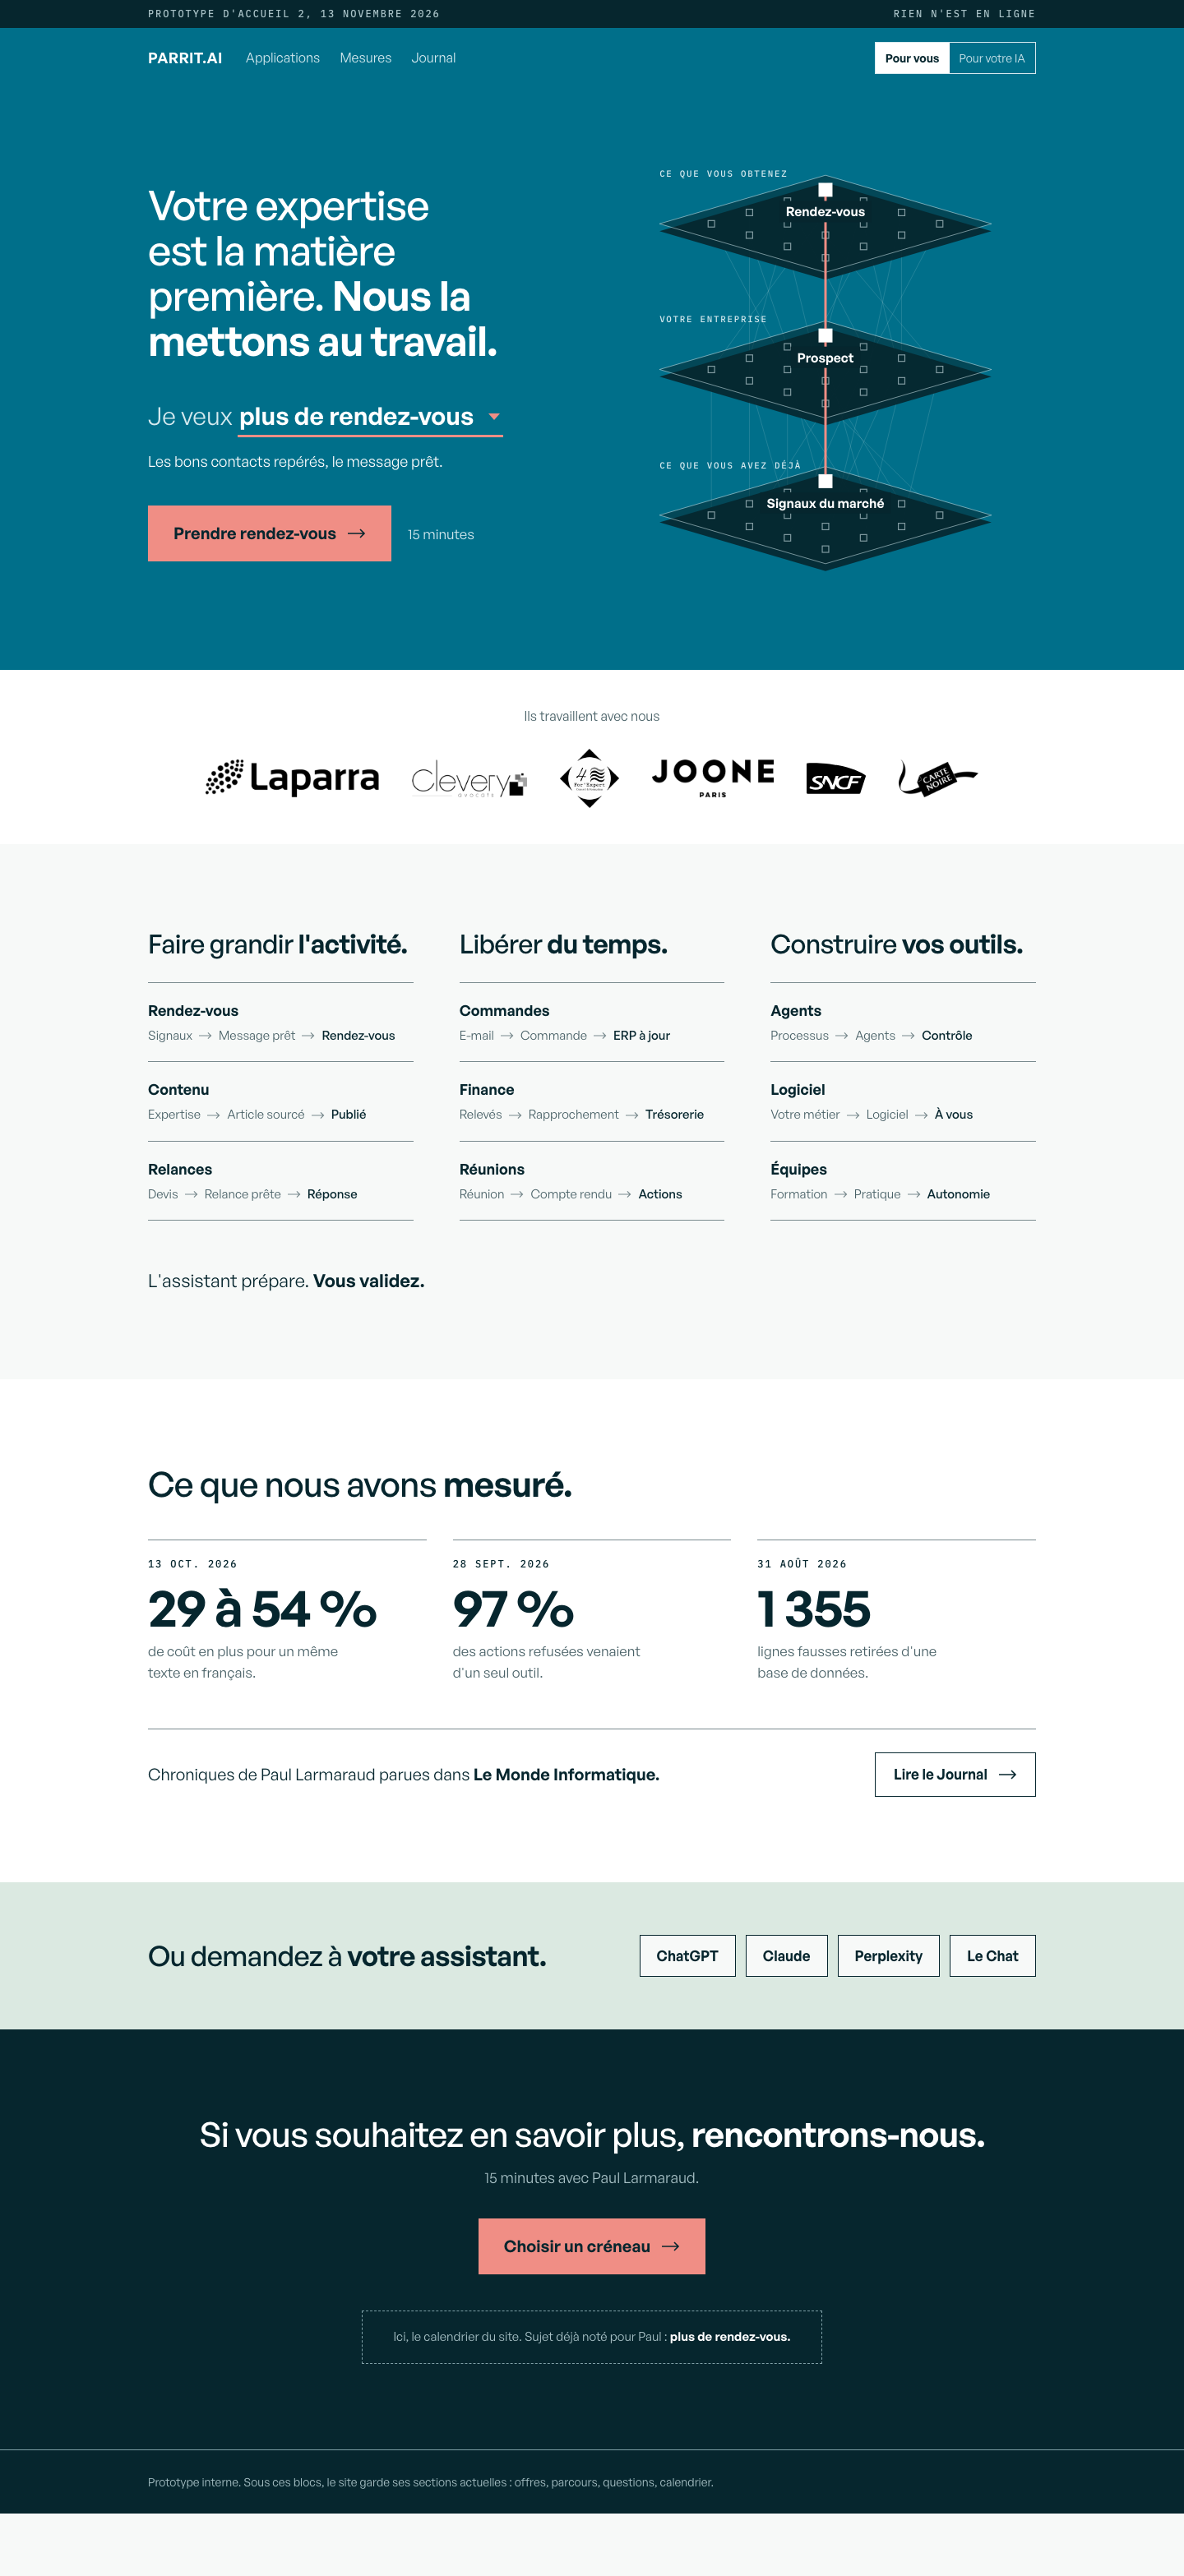 PROTOTYPE D'ACCUEIL 2, 13 NOVEMBRE 2026
RIEN N'EST EN LIGNE
PARRIT.AI
Applications
Mesures
Journal
Pour vous
Pour votre IA
Votre expertise
est la matière
première. Nous la
mettons au travail.
Je veux plus de rendez-vous
Les bons contacts repérés, le message prêt.
Prendre rendez-vous
15 minutes
CE QUE VOUS OBTENEZ
Rendez-vous
VOTRE ENTREPRISE
Prospect
CE QUE VOUS AVEZ DÉJÀ
Signaux du marché
Ils travaillent avec nous
Laparra
Clevery
avocats
JOONE
PARIS
SNCF
CARTE
NOIRE
Faire grandir l'activité.
Rendez-vous
Signaux → Message prêt → Rendez-vous
Contenu
Expertise → Article sourcé → Publié
Relances
Devis → Relance prête → Réponse
Libérer du temps.
Commandes
E-mail → Commande → ERP à jour
Finance
Relevés → Rapprochement → Trésorerie
Réunions
Réunion → Compte rendu → Actions
Construire vos outils.
Agents
Processus → Agents → Contrôle
Logiciel
Votre métier → Logiciel → À vous
Équipes
Formation → Pratique → Autonomie
L'assistant prépare. Vous validez.
Ce que nous avons mesuré.
13 OCT. 2026
29 à 54 %
de coût en plus pour un même
texte en français.
28 SEPT. 2026
97 %
des actions refusées venaient
d'un seul outil.
31 AOÛT 2026
1 355
lignes fausses retirées d'une
base de données.
Chroniques de Paul Larmaraud parues dans Le Monde Informatique.
Lire le Journal →
Ou demandez à votre assistant.
ChatGPT
Claude
Perplexity
Le Chat
Si vous souhaitez en savoir plus, rencontrons-nous.
15 minutes avec Paul Larmaraud.
Choisir un créneau →
Ici, le calendrier du site. Sujet déjà noté pour Paul : plus de rendez-vous.
Prototype interne. Sous ces blocs, le site garde ses sections actuelles : offres, parcours, questions, calendrier.